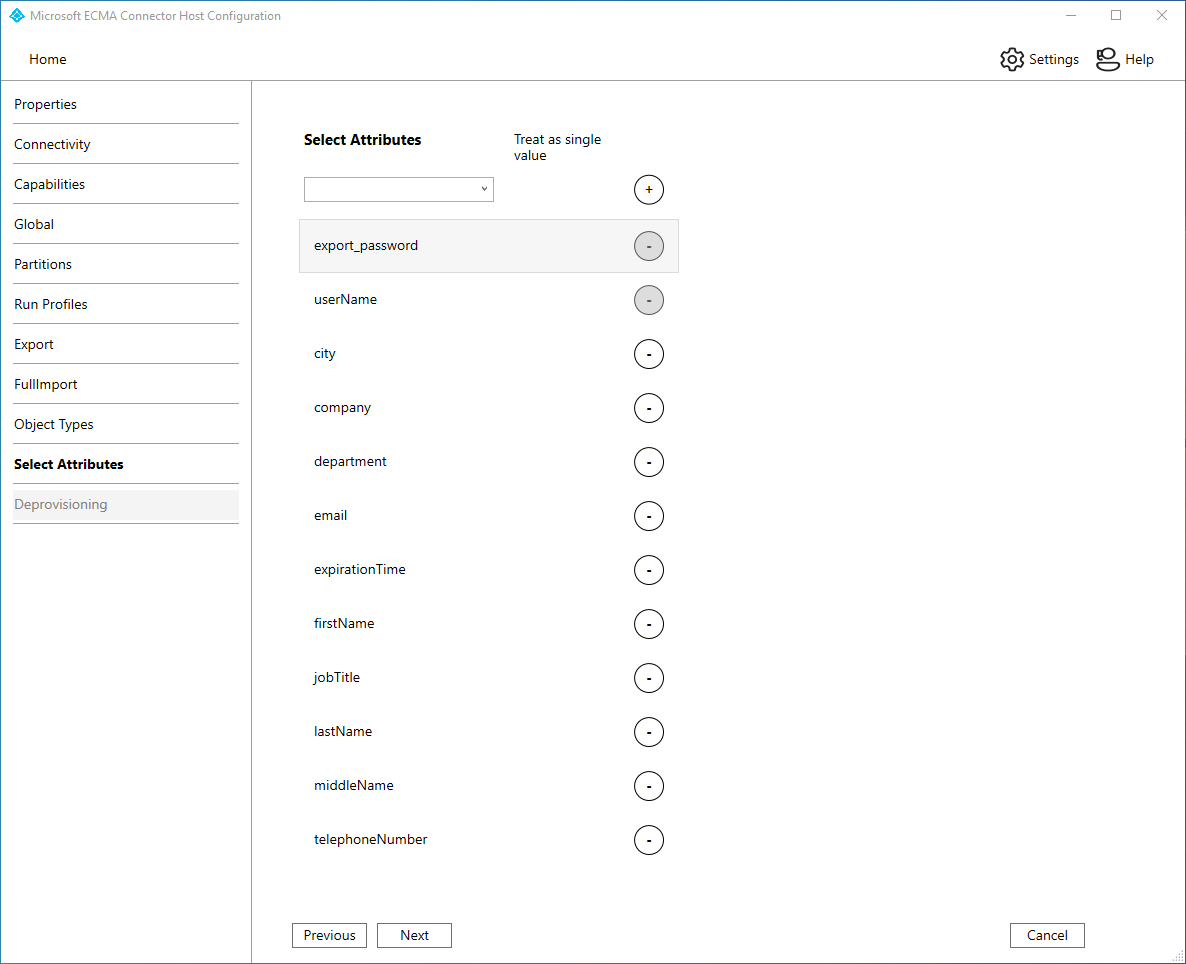 Microsoft ECMA Connector Host Configuration
Home
Settings
Help
Properties
Connectivity
Capabilities
Global
Partitions
Run Profiles
Export
FullImport
Object Types
Select Attributes
Deprovisioning
Select Attributes
Treat as single
value
+
export_password -
userName -
city -
company -
department -
email -
expirationTime -
firstName -
jobTitle -
lastName -
middleName -
telephoneNumber -
Previous
Next
Cancel